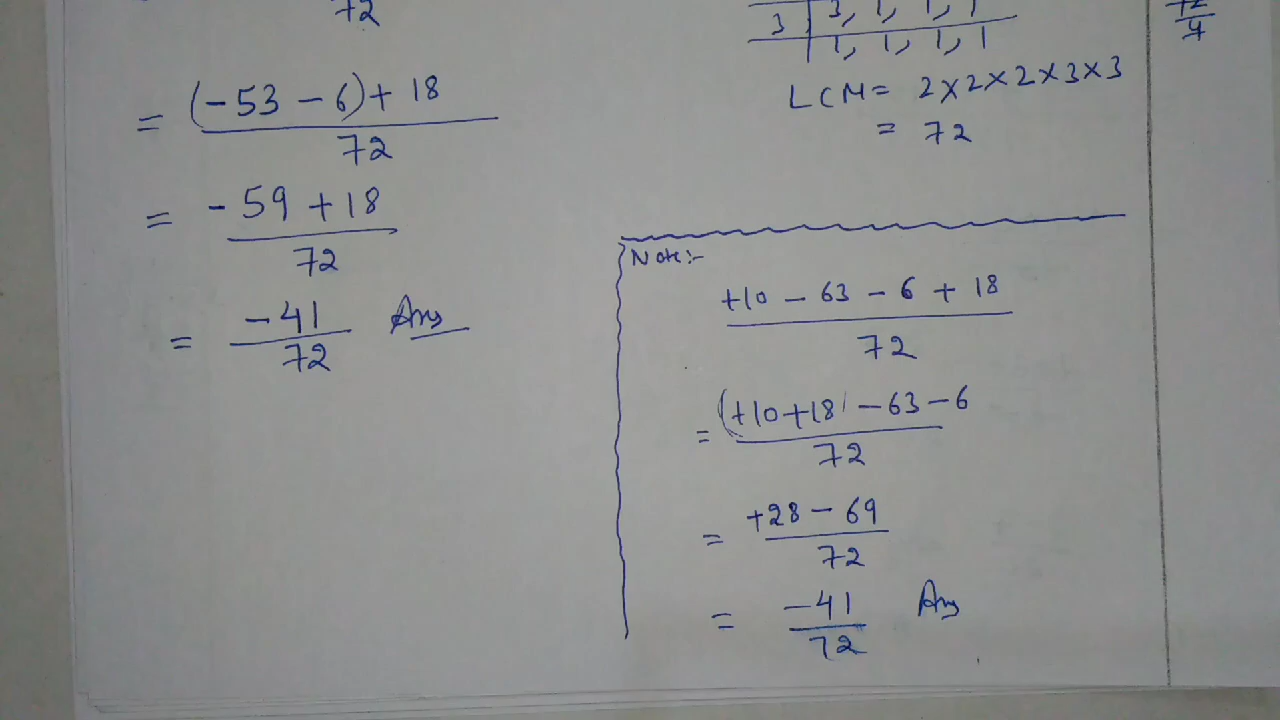 72
= (-53 - 6) + 18
72
= -59 + 18
72
= -41 Ans
72
3 | 3, 1, 1, 1
1, 1, 1, 1
LCM = 2×2×2×3×3
= 72
Note:-
+10 - 63 - 6 + 18
72
= (+10+18) -63 -6
72
= +28 - 69
72
= -41 Ans
72